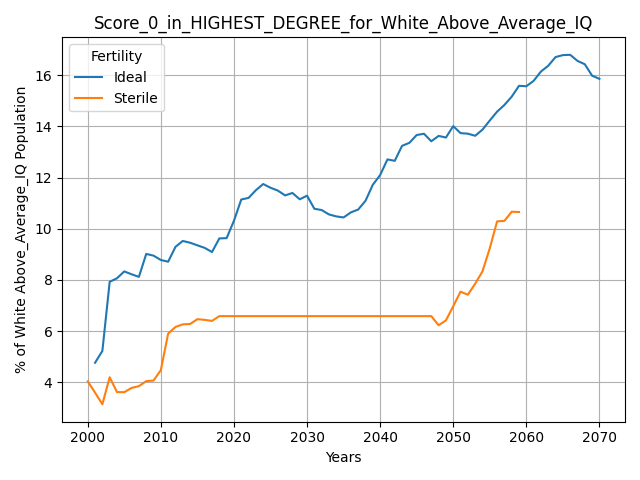 Score_0_in_HIGHEST_DEGREE_for_White_Above_Average_IQ
% of White Above_Average_IQ Population
Fertility
Ideal
Sterile
16
14
12
10
8
6
4
2000 2010 2020 2030 2040 2050 2060 2070
Years